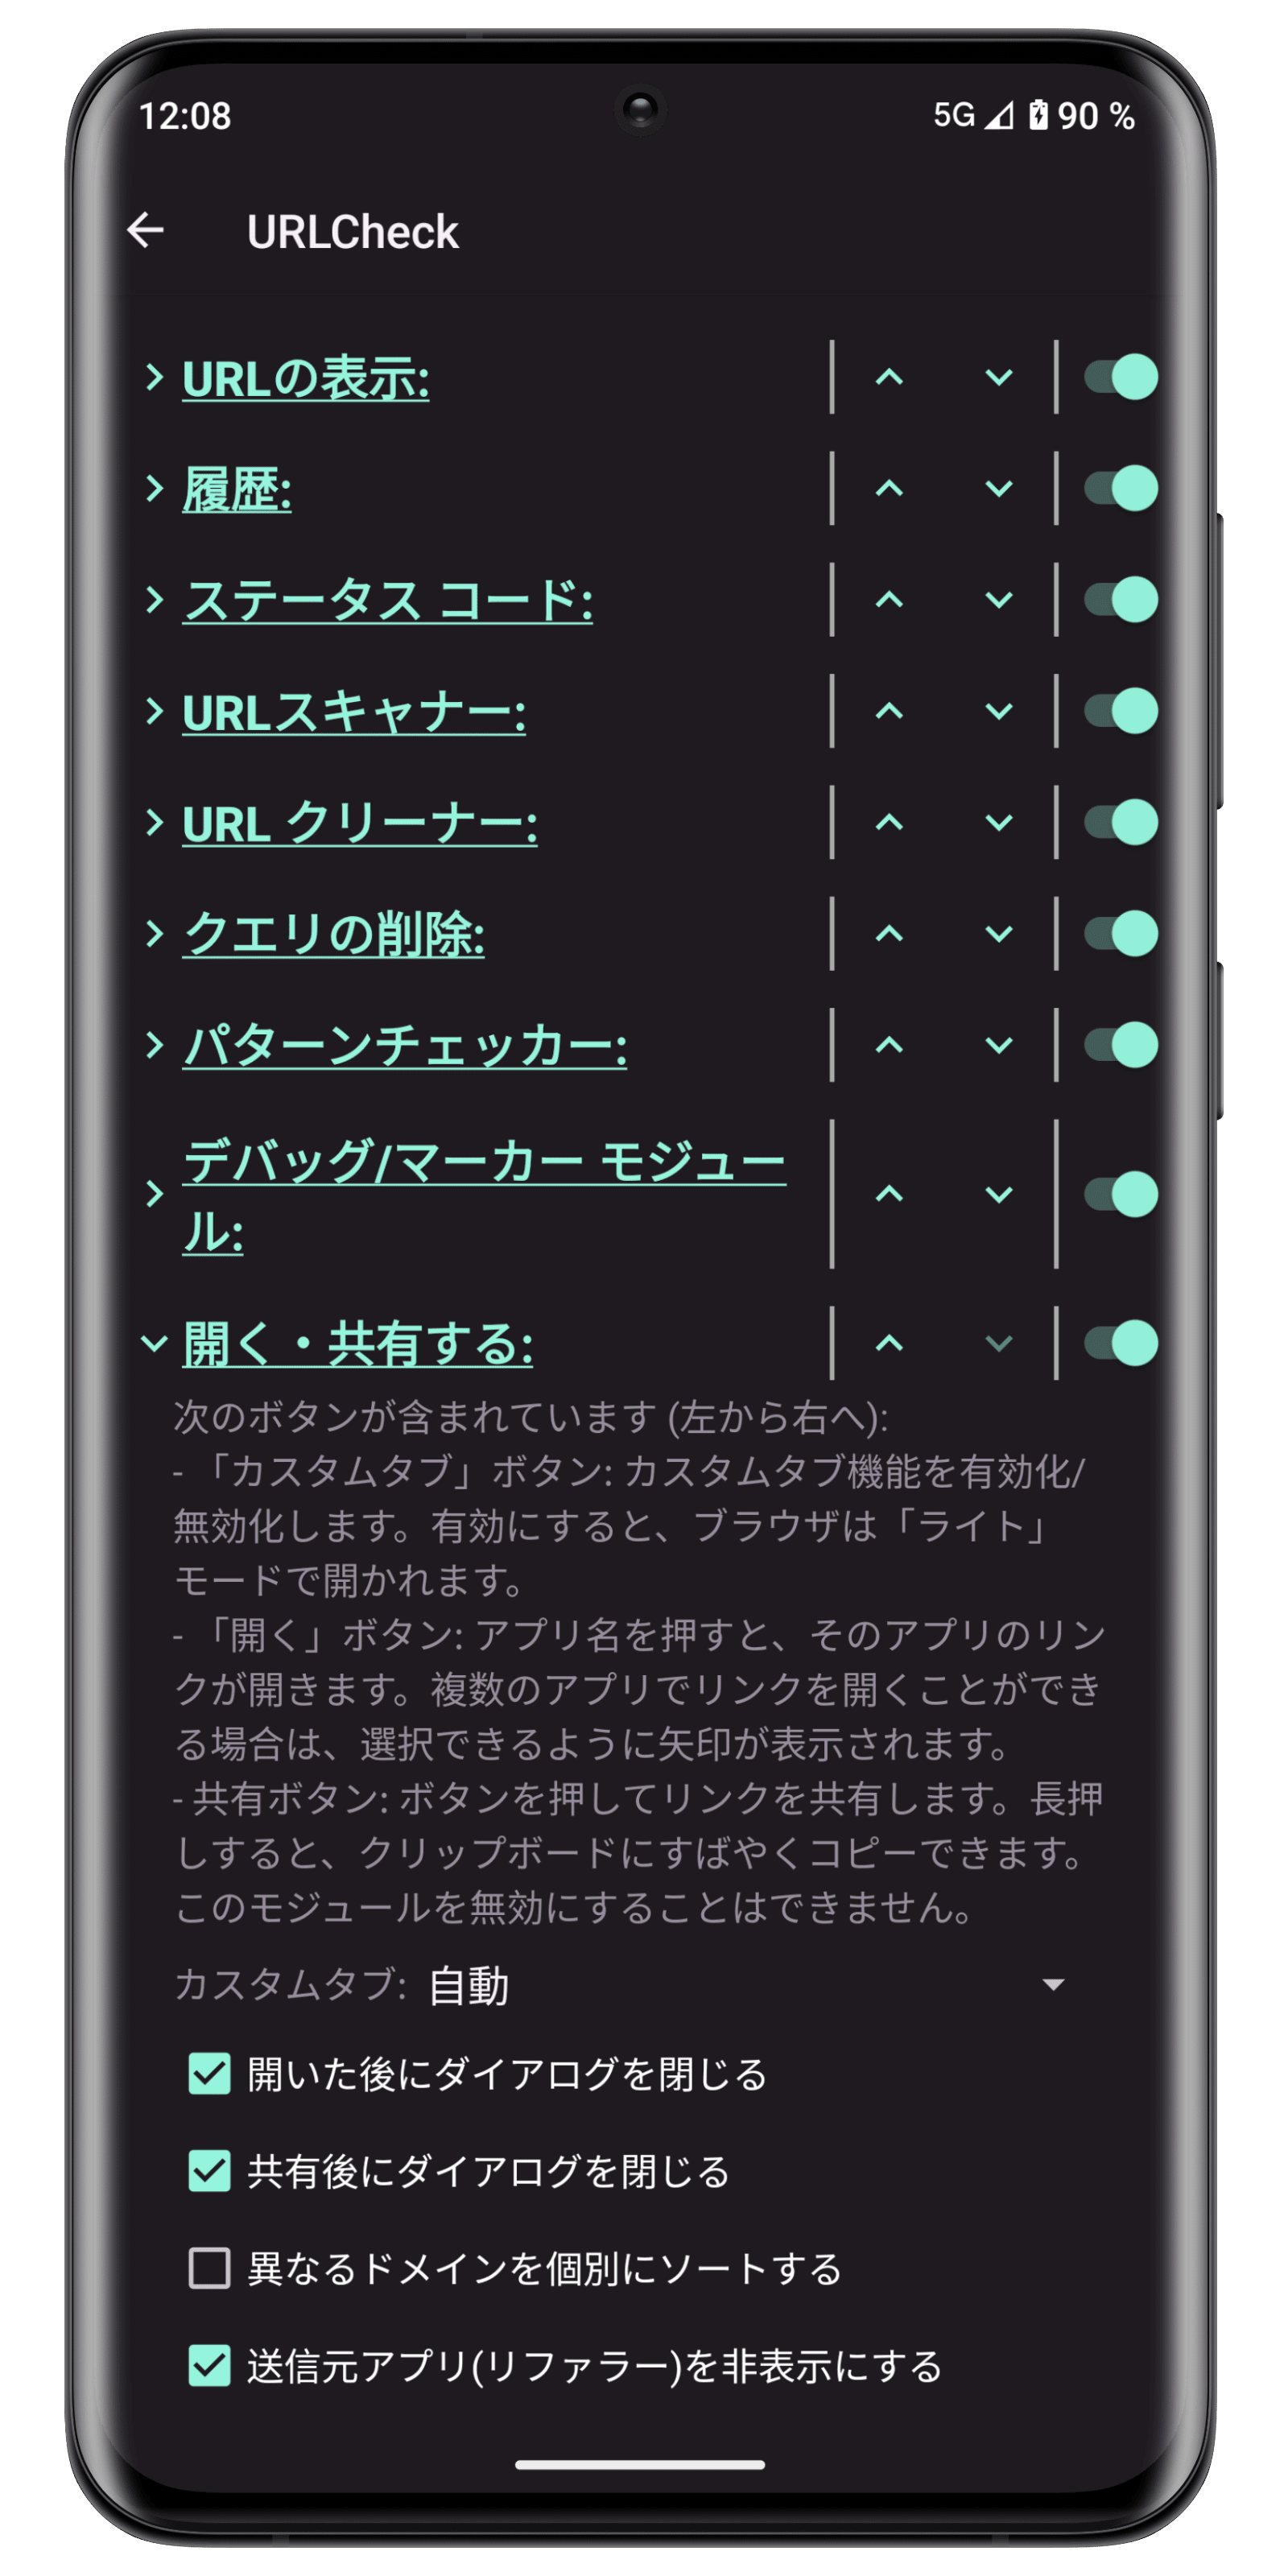 12:08
5G 90 %
URLCheck
URLの表示:
履歴:
ステータス コード:
URLスキャナー:
URL クリーナー:
クエリの削除:
パターンチェッカー:
デバッグ/マーカー モジュー
ル:
開く・共有する:
次のボタンが含まれています (左から右へ):
- 「カスタムタブ」ボタン: カスタムタブ機能を有効化/
無効化します。有効にすると、ブラウザは「ライト」
モードで開かれます。
- 「開く」ボタン: アプリ名を押すと、そのアプリのリン
クが開きます。複数のアプリでリンクを開くことができ
る場合は、選択できるように矢印が表示されます。
- 共有ボタン: ボタンを押してリンクを共有します。長押
しすると、クリップボードにすばやくコピーできます。
このモジュールを無効にすることはできません。
カスタムタブ: 自動
開いた後にダイアログを閉じる
共有後にダイアログを閉じる
異なるドメインを個別にソートする
送信元アプリ(リファラー)を非表示にする